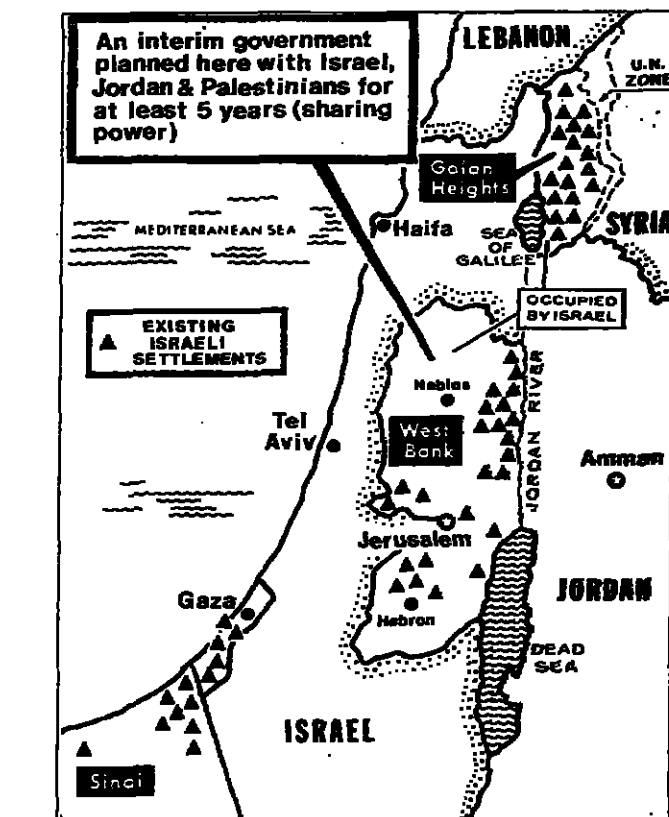 An interim government
planned here with Israel,
Jordan & Palestinians for
at least 5 years (sharing
power)
LEBANON
U.N.
ZONE
Golan
Heights
SYRIA
MEDITERRANEAN SEA
Haifa
SEA
OF
GALILEE
OCCUPIED
BY ISRAEL
EXISTING
ISRAELI
SETTLEMENTS
Nablus
JORDAN RIVER
Tel
Aviv
West
Bank
Amman
Jerusalem
JORDAN
Gaza
Hebron
DEAD
SEA
ISRAEL
Sinai